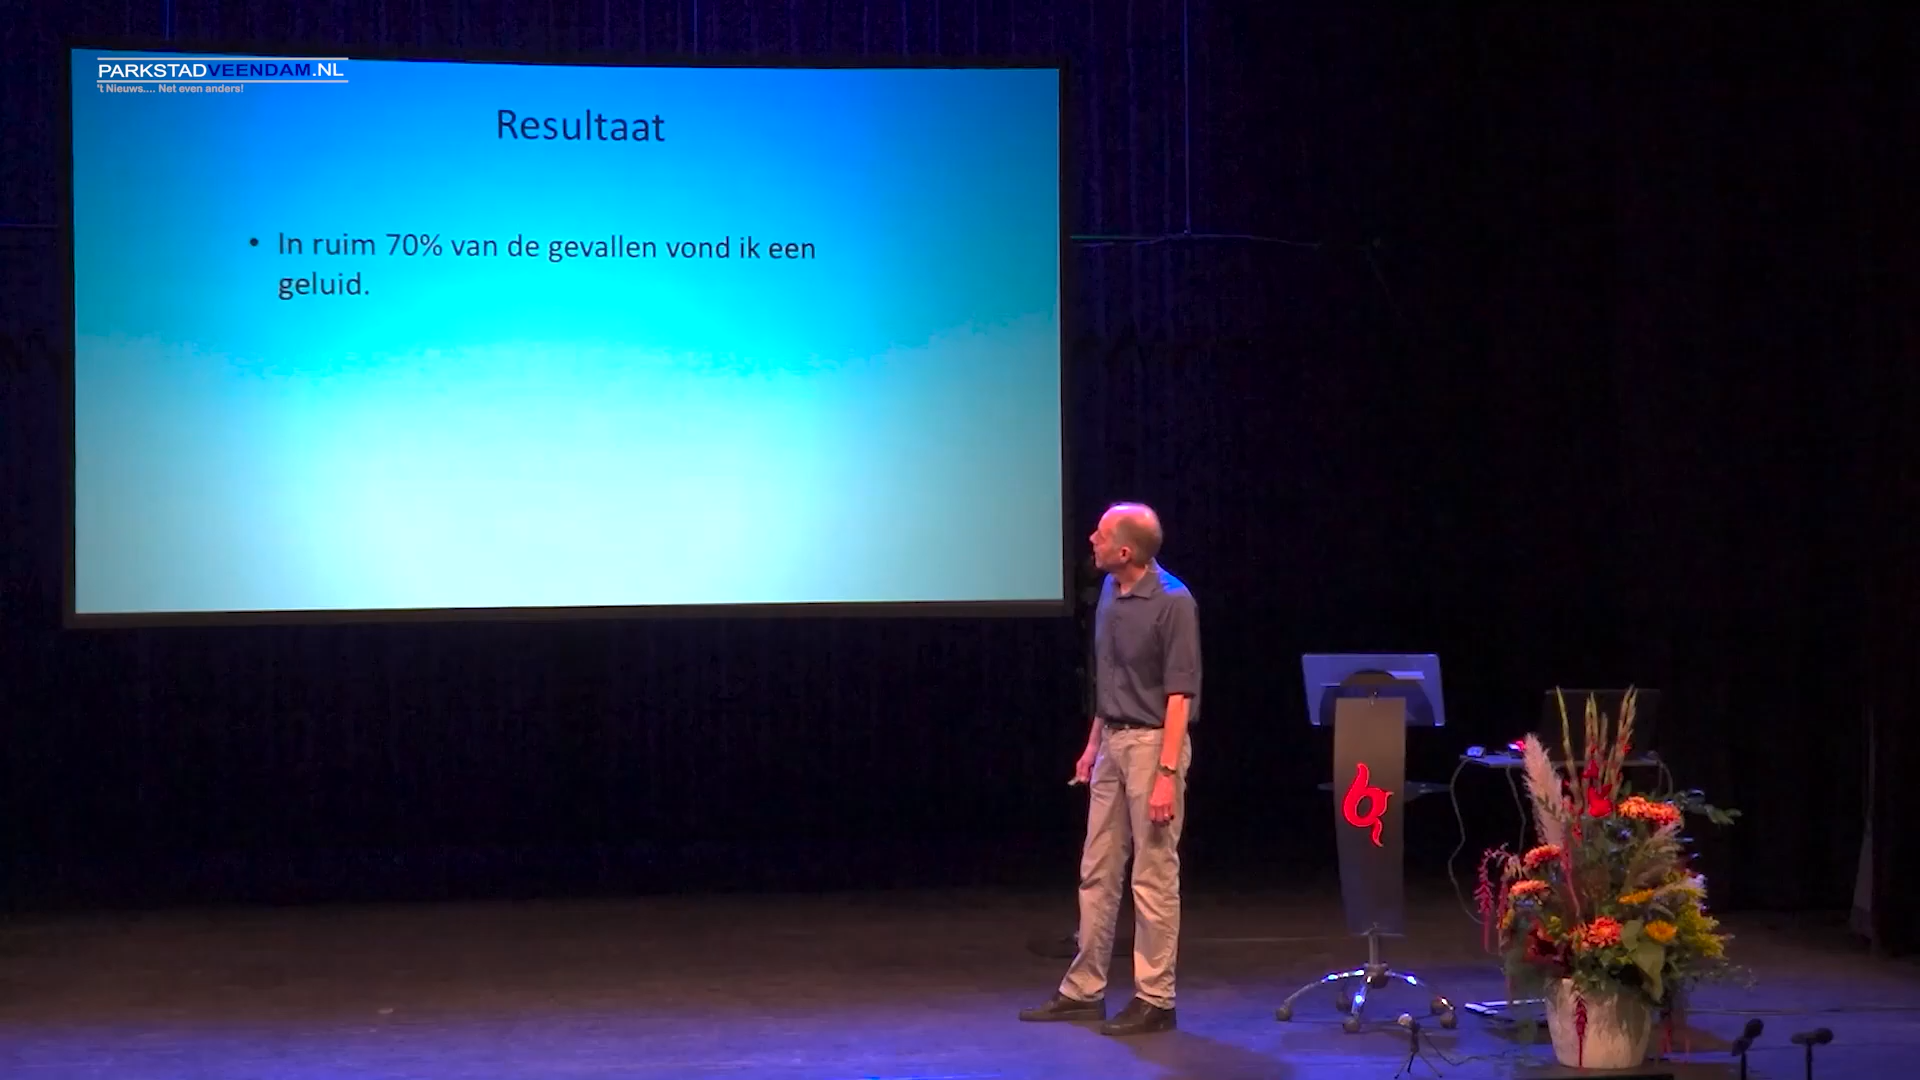 PARKSTADVEENDAM.NL
't Nieuws.... Net even anders!
Resultaat
• In ruim 70% van de gevallen vond ik een
geluid.